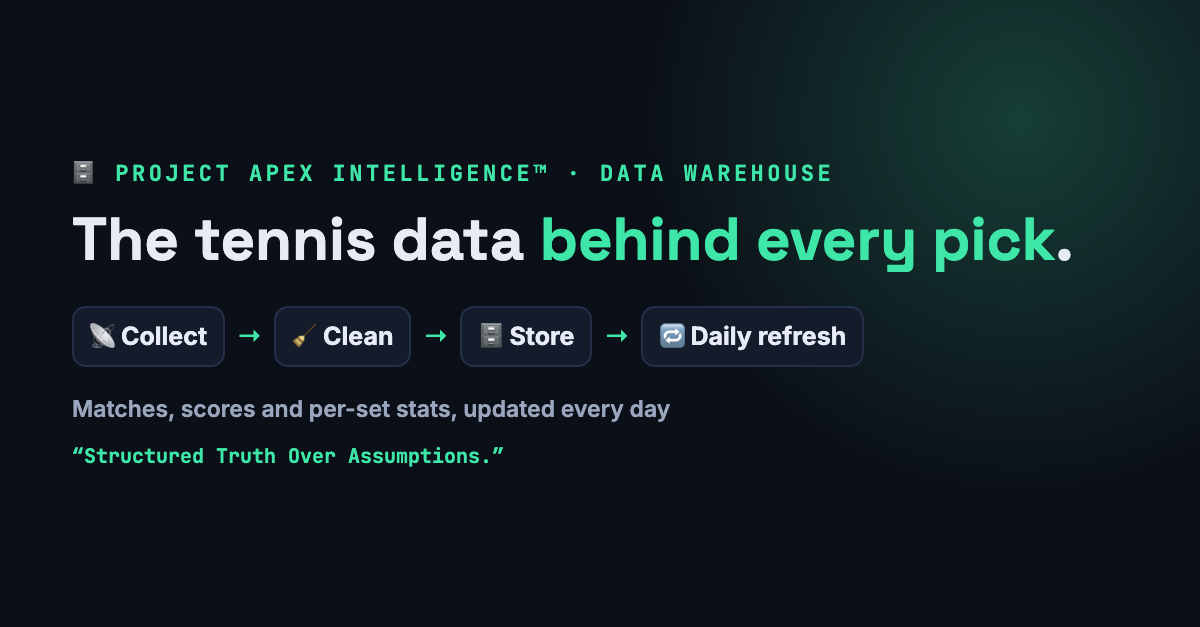 🗄️ PROJECT APEX INTELLIGENCE™ · DATA WAREHOUSE
The tennis data behind every pick.
📡 Collect → 🧹 Clean → 🗄️ Store → 🔁 Daily refresh
Matches, scores and per-set stats, updated every day
“Structured Truth Over Assumptions.”